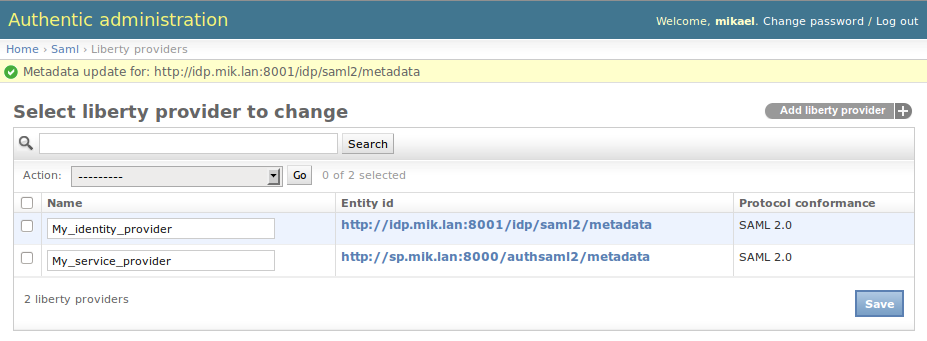 Authentic administration
Welcome, mikael. Change password / Log out
Home › Saml › Liberty providers
Metadata update for: http://idp.mik.lan:8001/idp/saml2/metadata
Select liberty provider to change
Add liberty provider +
Search
Action: --------- Go 0 of 2 selected
Name Entity id Protocol conformance
My_identity_provider http://idp.mik.lan:8001/idp/saml2/metadata SAML 2.0
My_service_provider http://sp.mik.lan:8000/authsaml2/metadata SAML 2.0
2 liberty providers
Save